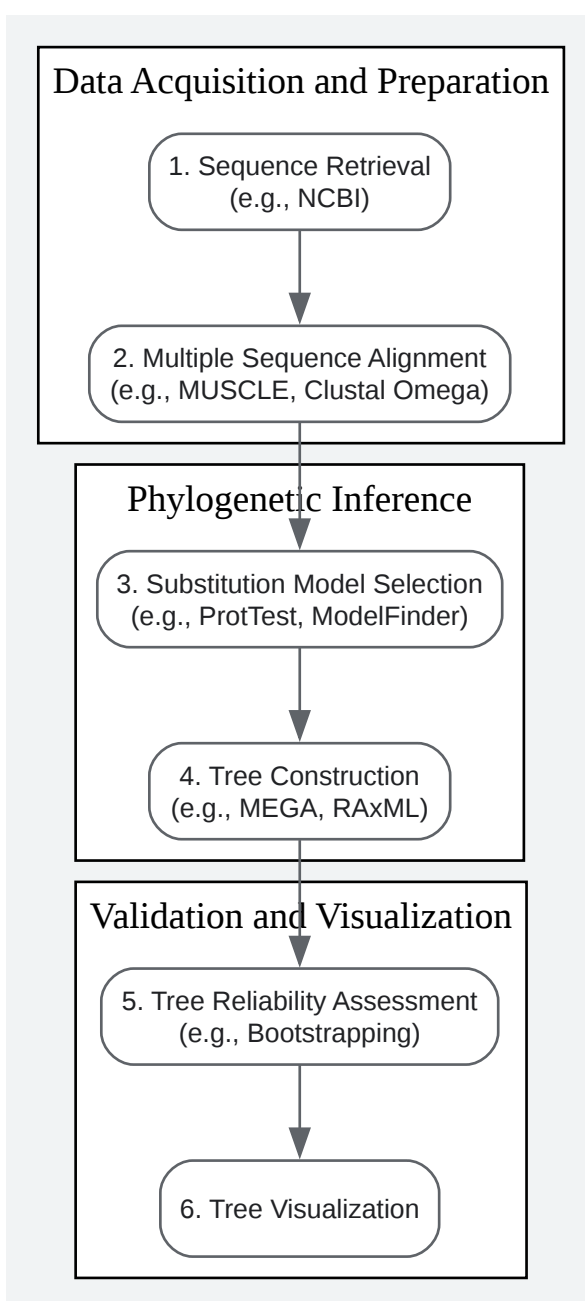 Data Acquisition and Preparation
1. Sequence Retrieval
(e.g., NCBI)
2. Multiple Sequence Alignment
(e.g., MUSCLE, Clustal Omega)
Phylogenetic Inference
3. Substitution Model Selection
(e.g., ProtTest, ModelFinder)
4. Tree Construction
(e.g., MEGA, RAxML)
Validation and Visualization
5. Tree Reliability Assessment
(e.g., Bootstrapping)
6. Tree Visualization